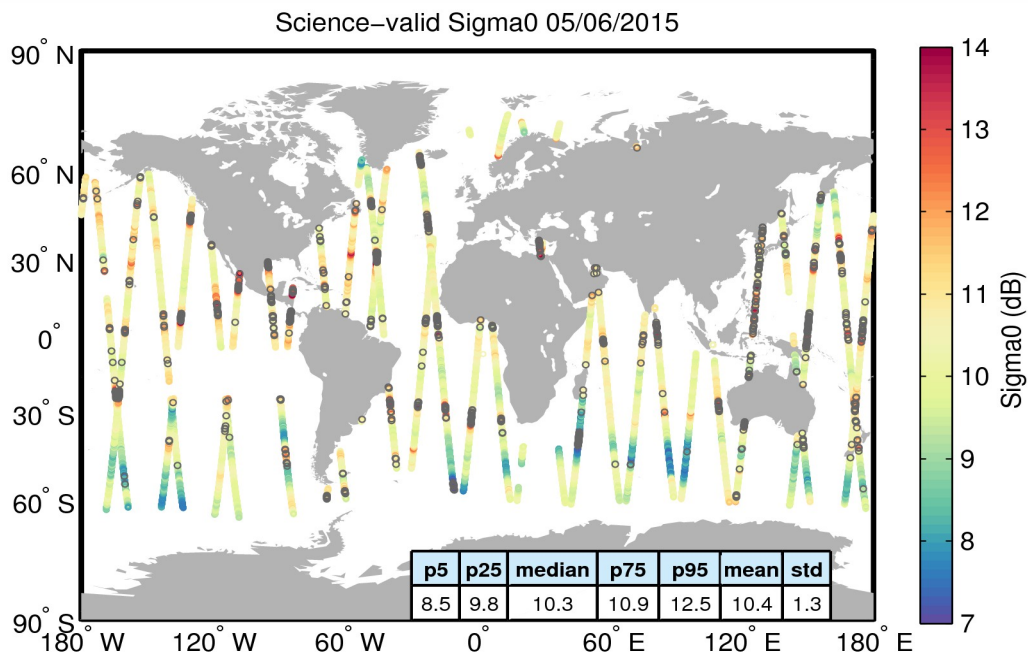 Science−valid Sigma0 05/06/2015
90° N
60° N
30° N
0°
30° S
60° S
90° S
180° W
120° W
60° W
0°
60° E
120° E
180° E
14
13
12
11
10
9
8
7
Sigma0 (dB)
p5 p25 median p75 p95 mean std
8.5 9.8 10.3 10.9 12.5 10.4 1.3